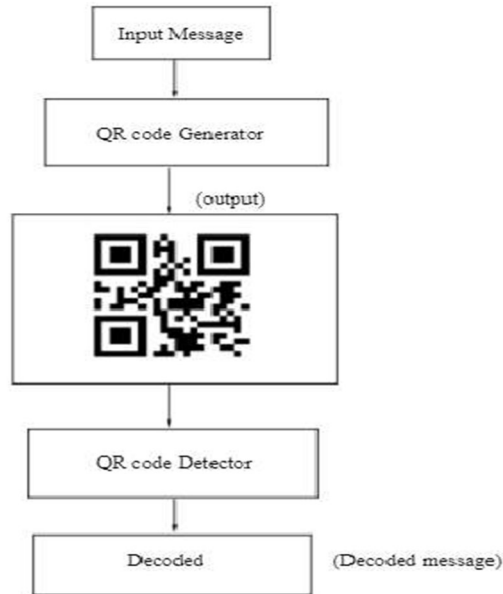 Input Message
QR code Generator
(output)
QR code Detector
Decoded (Decoded message)